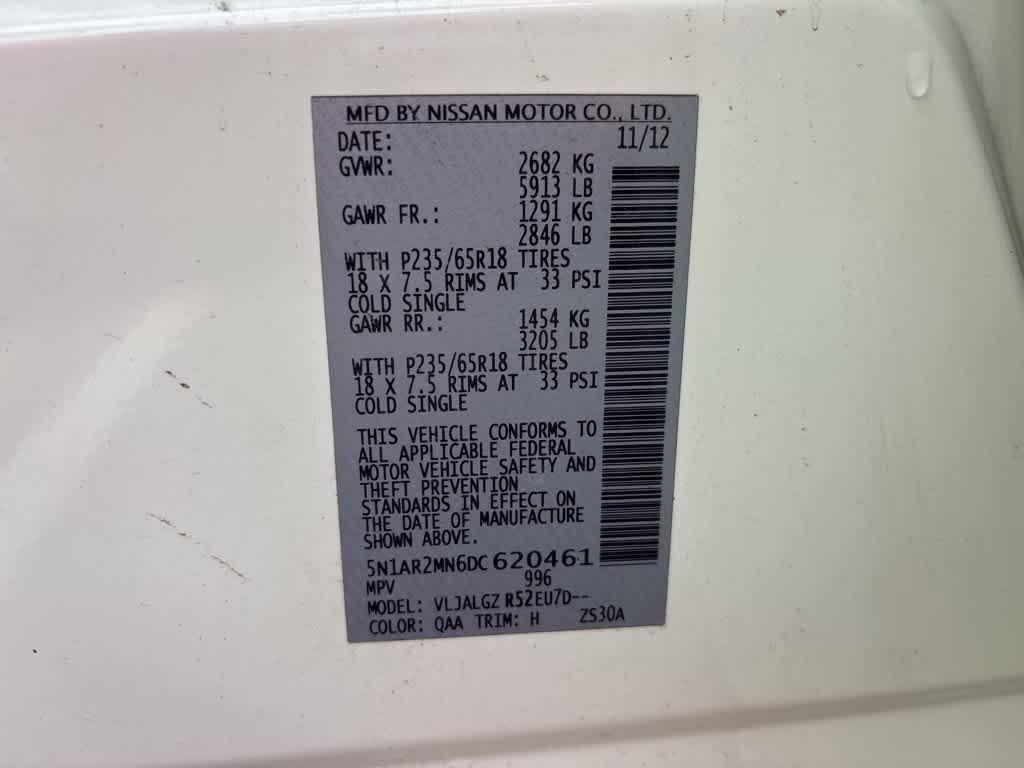 MFD BY NISSAN MOTOR CO., LTD.
DATE: 11/12
GVWR: 2682 KG
5913 LB
GAWR FR.: 1291 KG
2846 LB
WITH P235/65R18 TIRES
18 X 7.5 RIMS AT 33 PSI
COLD SINGLE
GAWR RR.: 1454 KG
3205 LB
WITH P235/65R18 TIRES
18 X 7.5 RIMS AT 33 PSI
COLD SINGLE
THIS VEHICLE CONFORMS TO
ALL APPLICABLE FEDERAL
MOTOR VEHICLE SAFETY AND
THEFT PREVENTION
STANDARDS IN EFFECT ON
THE DATE OF MANUFACTURE
SHOWN ABOVE.
5N1AR2MN6DC 620461
MPV 996
MODEL: VLJALGZ R52EU7D--
COLOR: QAA TRIM: H ZS30A